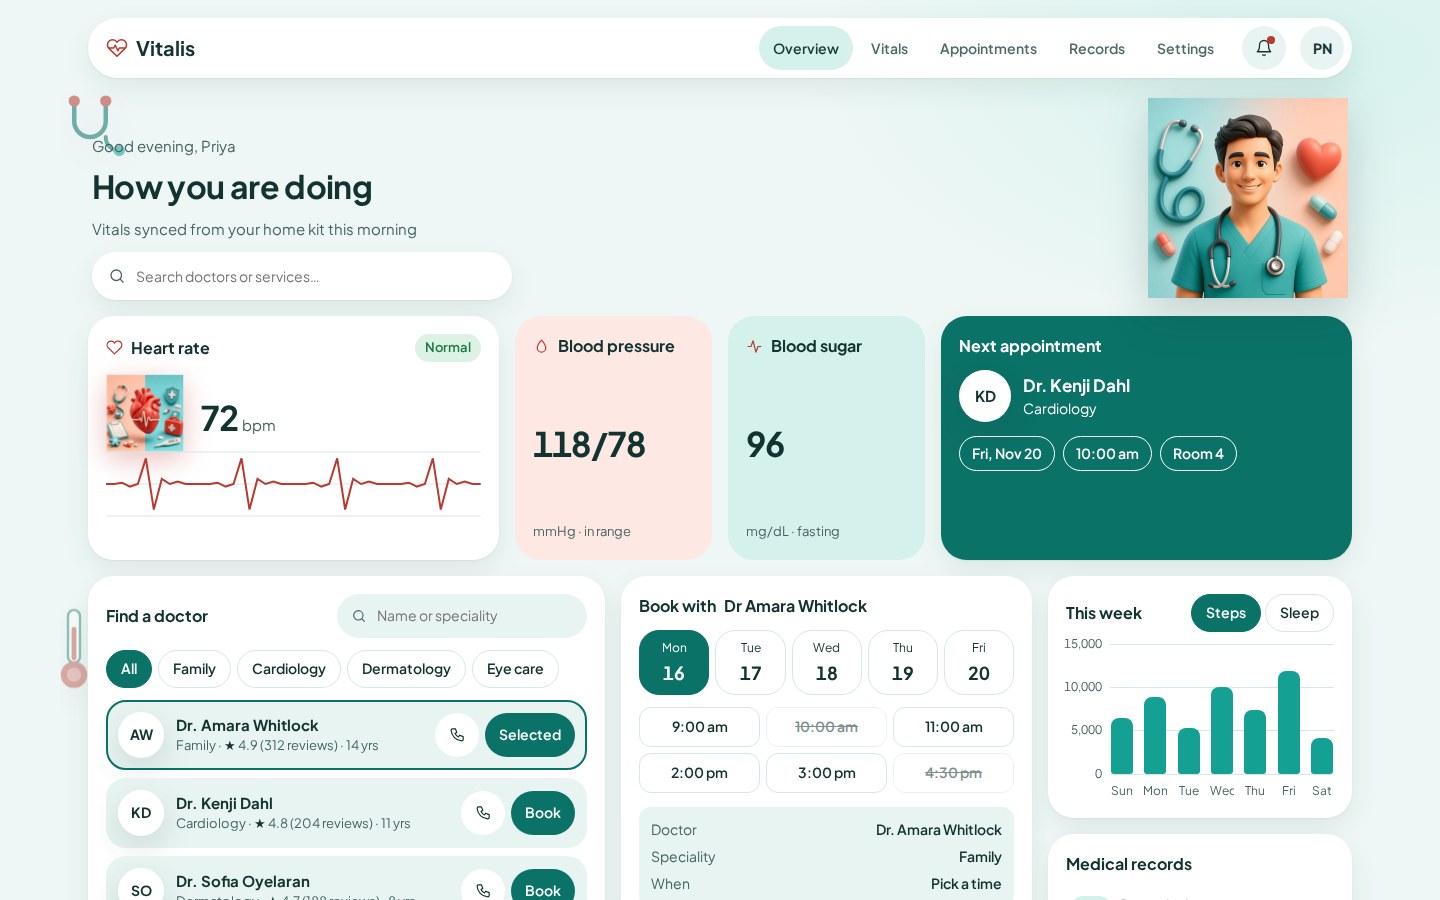 Vitalis
Overview
Vitals
Appointments
Records
Settings
PN
Good evening, Priya
How you are doing
Vitals synced from your home kit this morning
Search doctors or services...
Heart rate
Normal
72 bpm
Blood pressure
118/78
mmHg · in range
Blood sugar
96
mg/dL · fasting
Next appointment
KD
Dr. Kenji Dahl
Cardiology
Fri, Nov 20
10:00 am
Room 4
Find a doctor
Name or speciality
All
Family
Cardiology
Dermatology
Eye care
AW
Dr. Amara Whitlock
Family · ★ 4.9 (312 reviews) · 14 yrs
Selected
KD
Dr. Kenji Dahl
Cardiology · ★ 4.8 (204 reviews) · 11 yrs
Book
SO
Dr. Sofia Oyelaran
Book
Book with Dr Amara Whitlock
Mon 16
Tue 17
Wed 18
Thu 19
Fri 20
9:00 am
10:00 am
11:00 am
2:00 pm
3:00 pm
4:30 pm
Doctor Dr. Amara Whitlock
Speciality Family
When Pick a time
This week
Steps
Sleep
15,000
10,000
5,000
0
Sun Mon Tue Wed Thu Fri Sat
Medical records